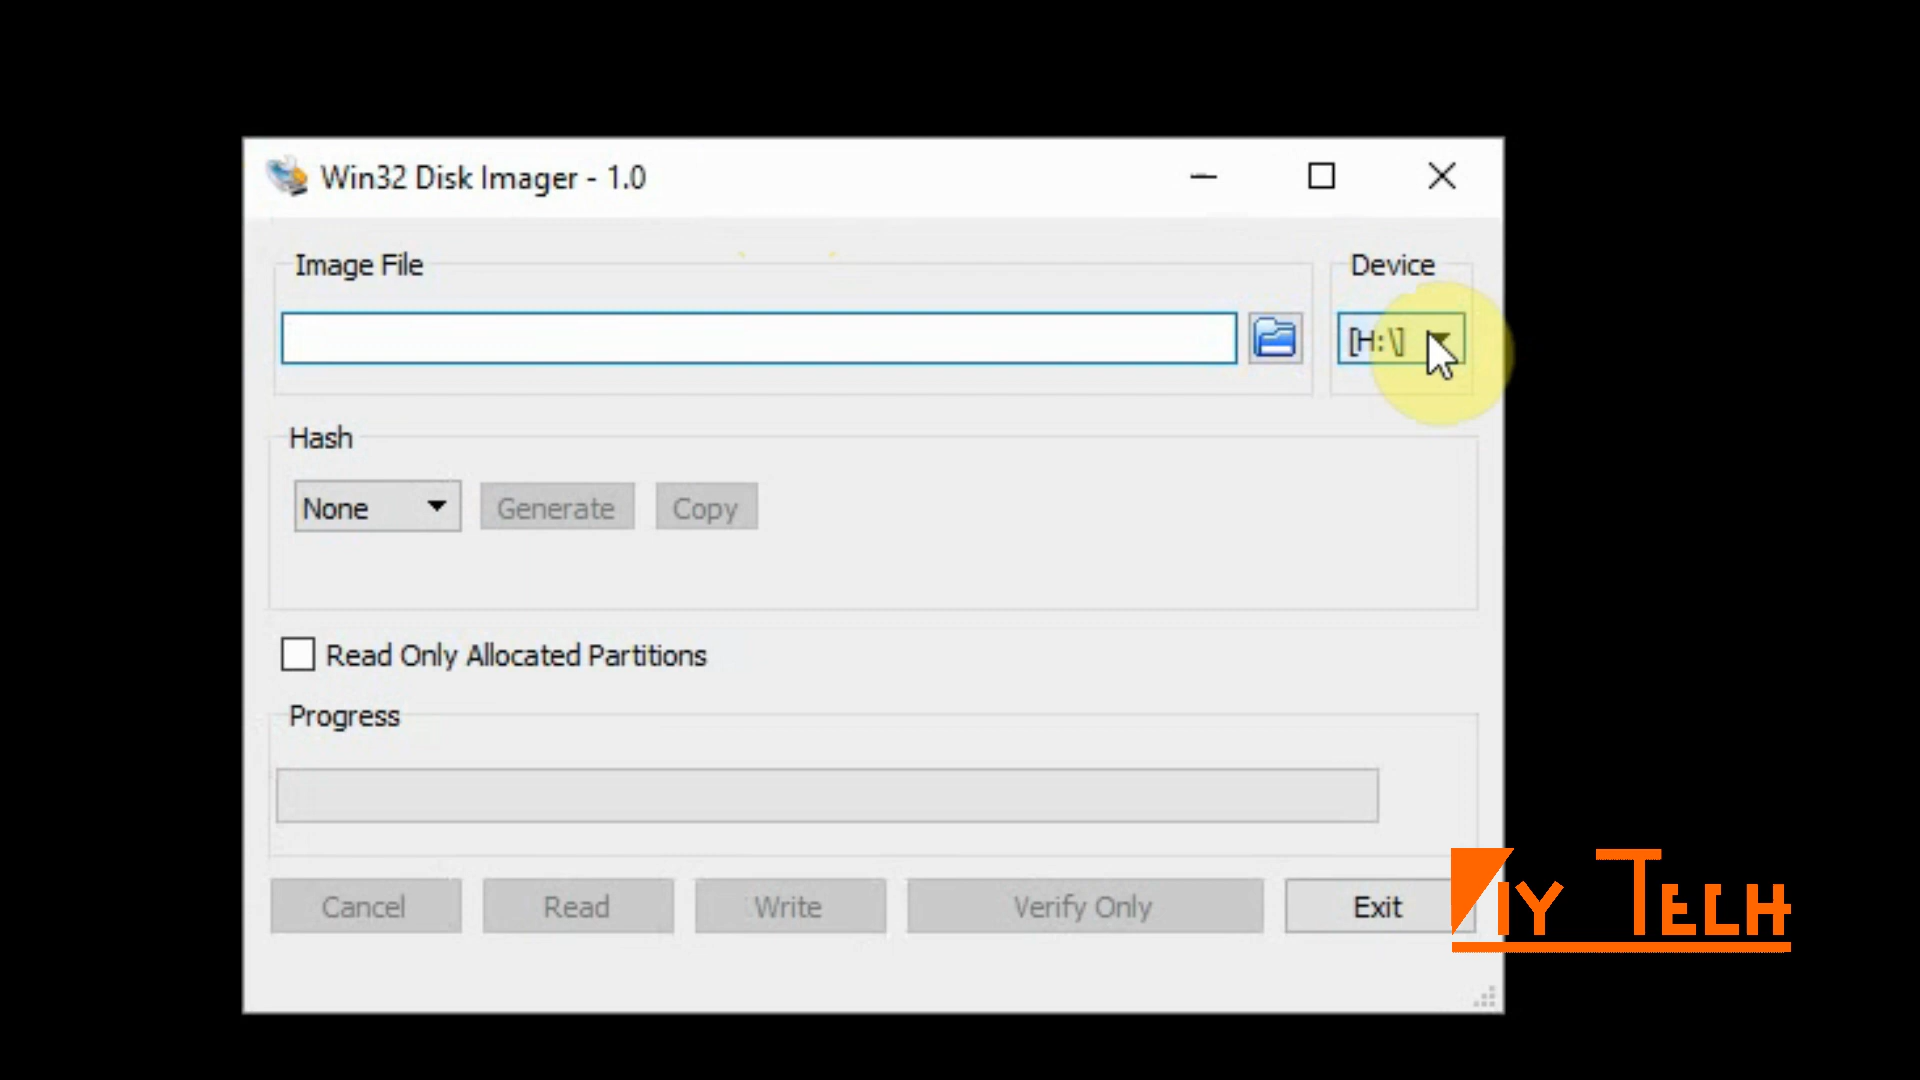 Win32 Disk Imager - 1.0
Image File
Device
[H:\]
Hash
None
Generate
Copy
Read Only Allocated Partitions
Progress
Cancel
Read
Write
Verify Only
Exit
DIY TECH